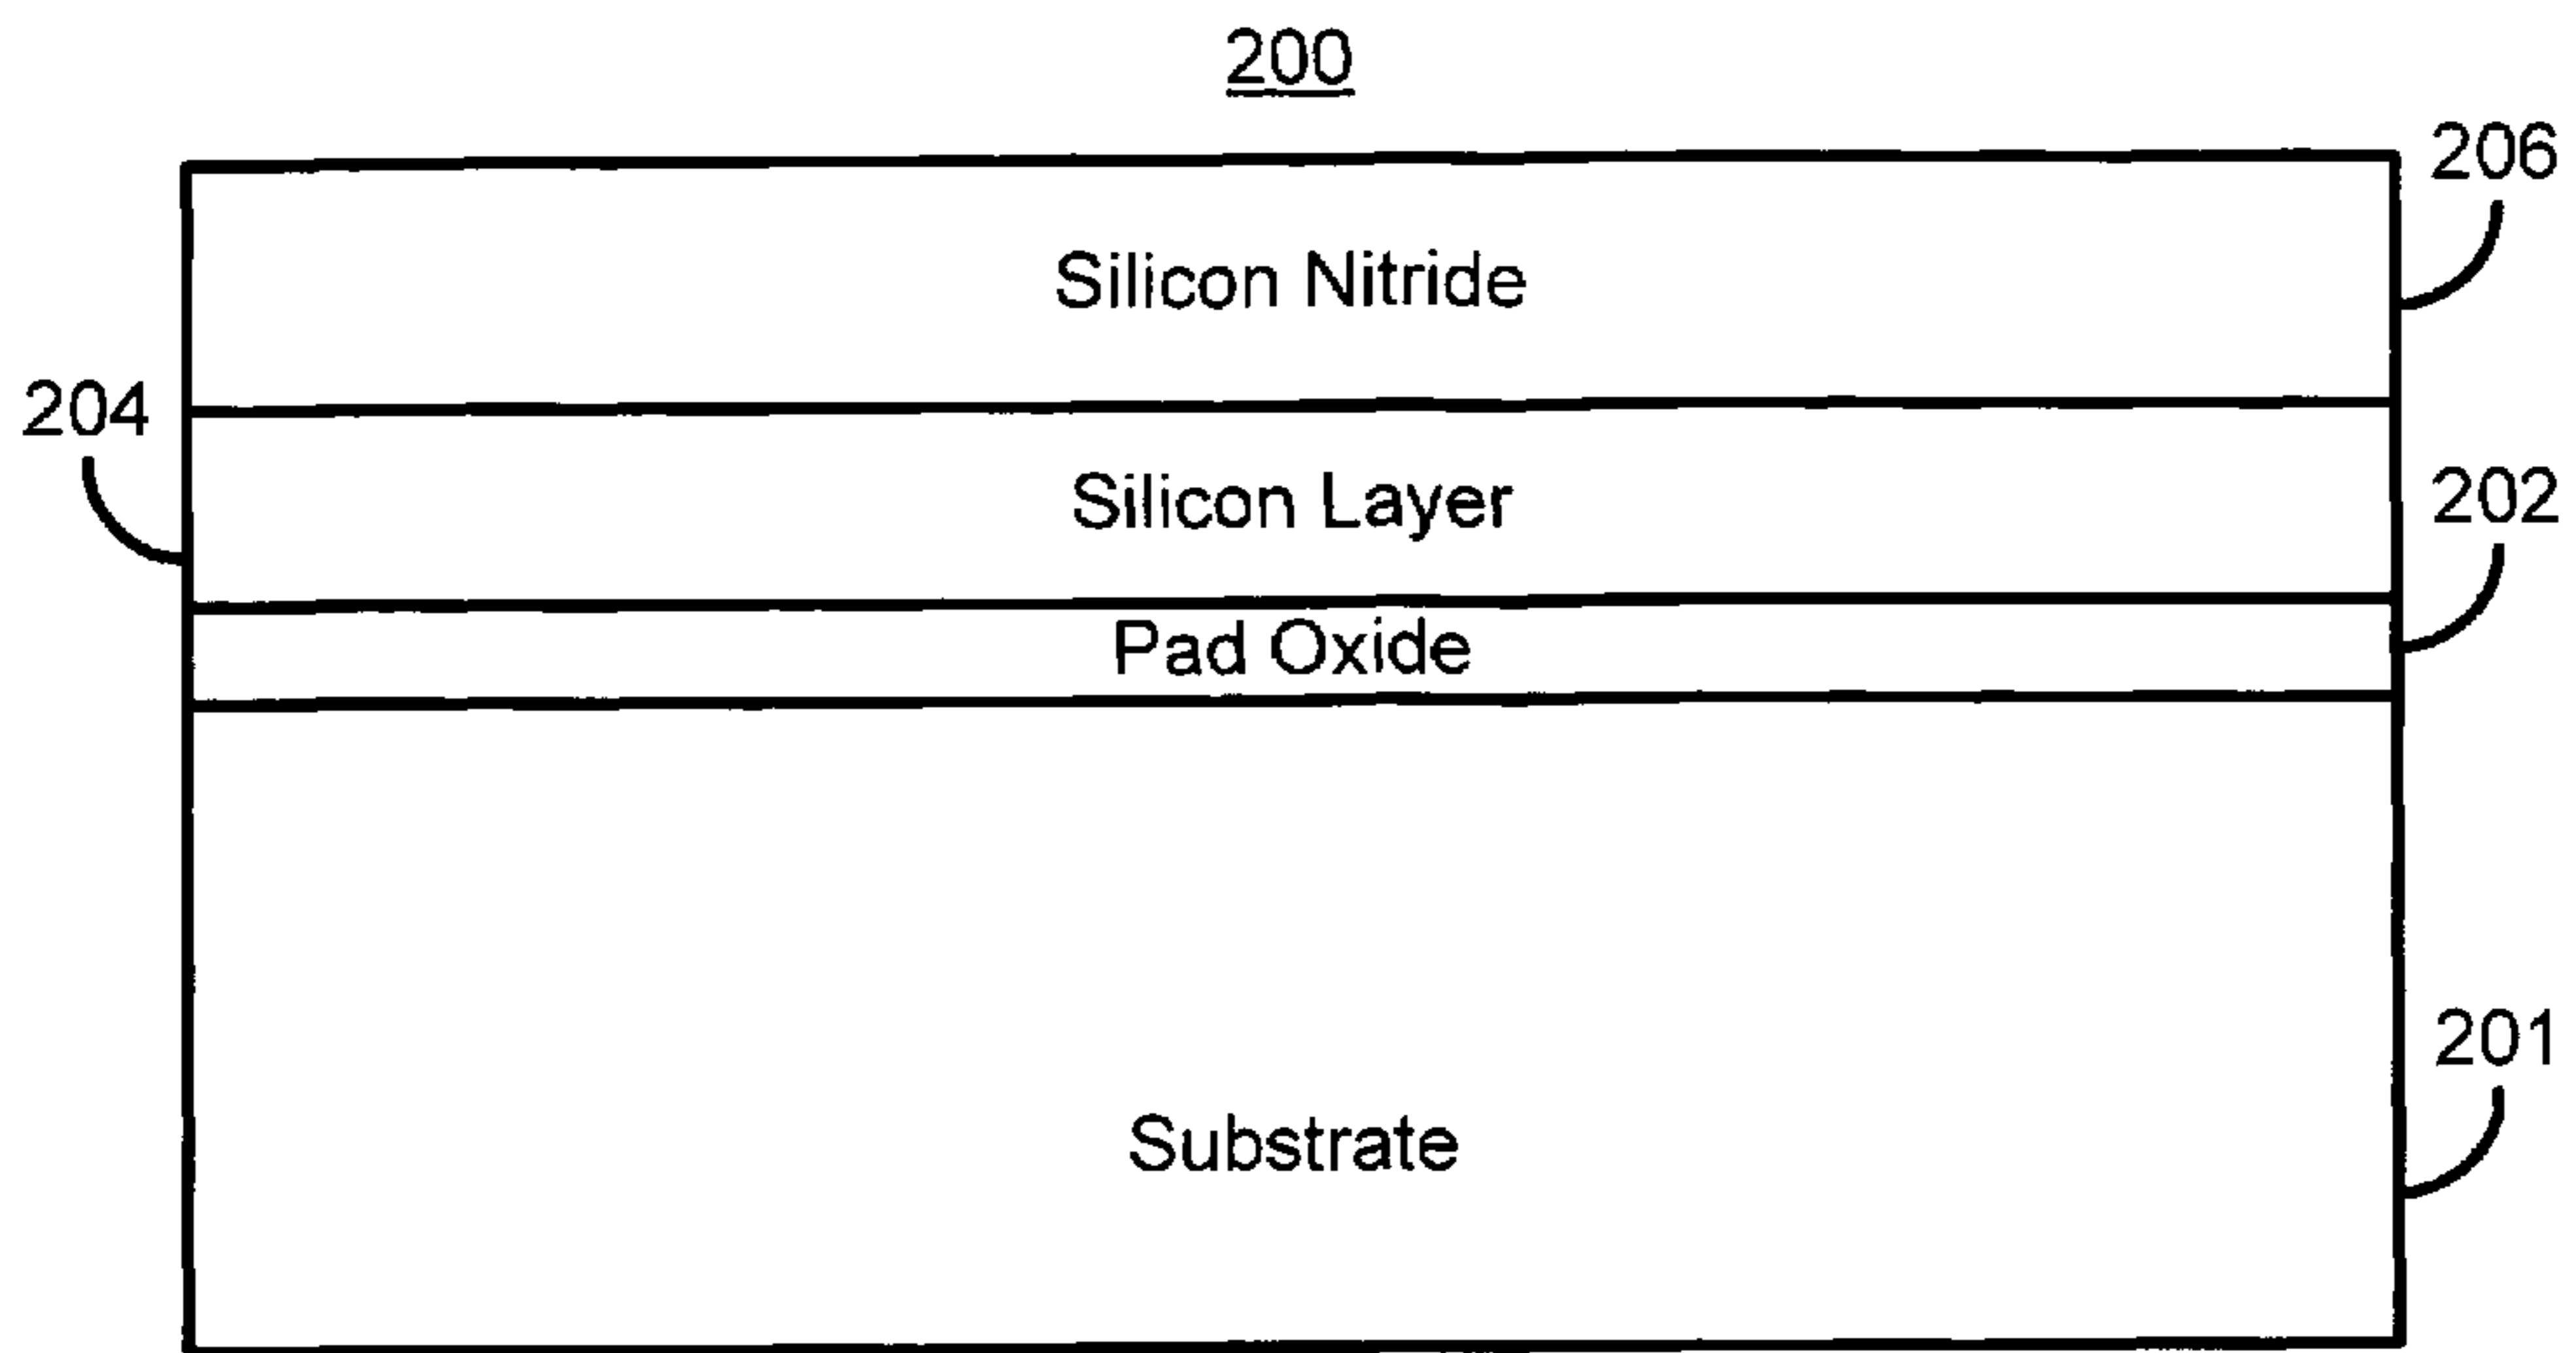 200
206
Silicon Nitride
204
Silicon Layer
202
Pad Oxide
201
Substrate